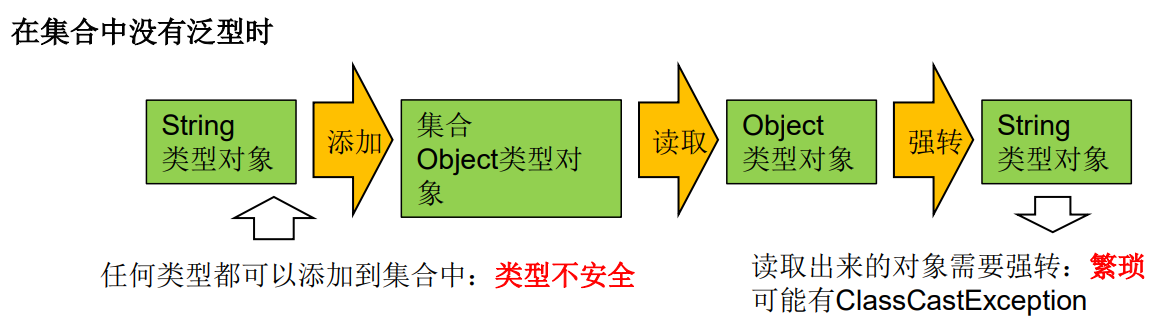 在集合中没有泛型时
String
类型对象
添加
集合
Object类型对
象
读取
Object
类型对象
强转
String
类型对象
任何类型都可以添加到集合中：类型不安全
读取出来的对象需要强转：繁琐
可能有ClassCastException